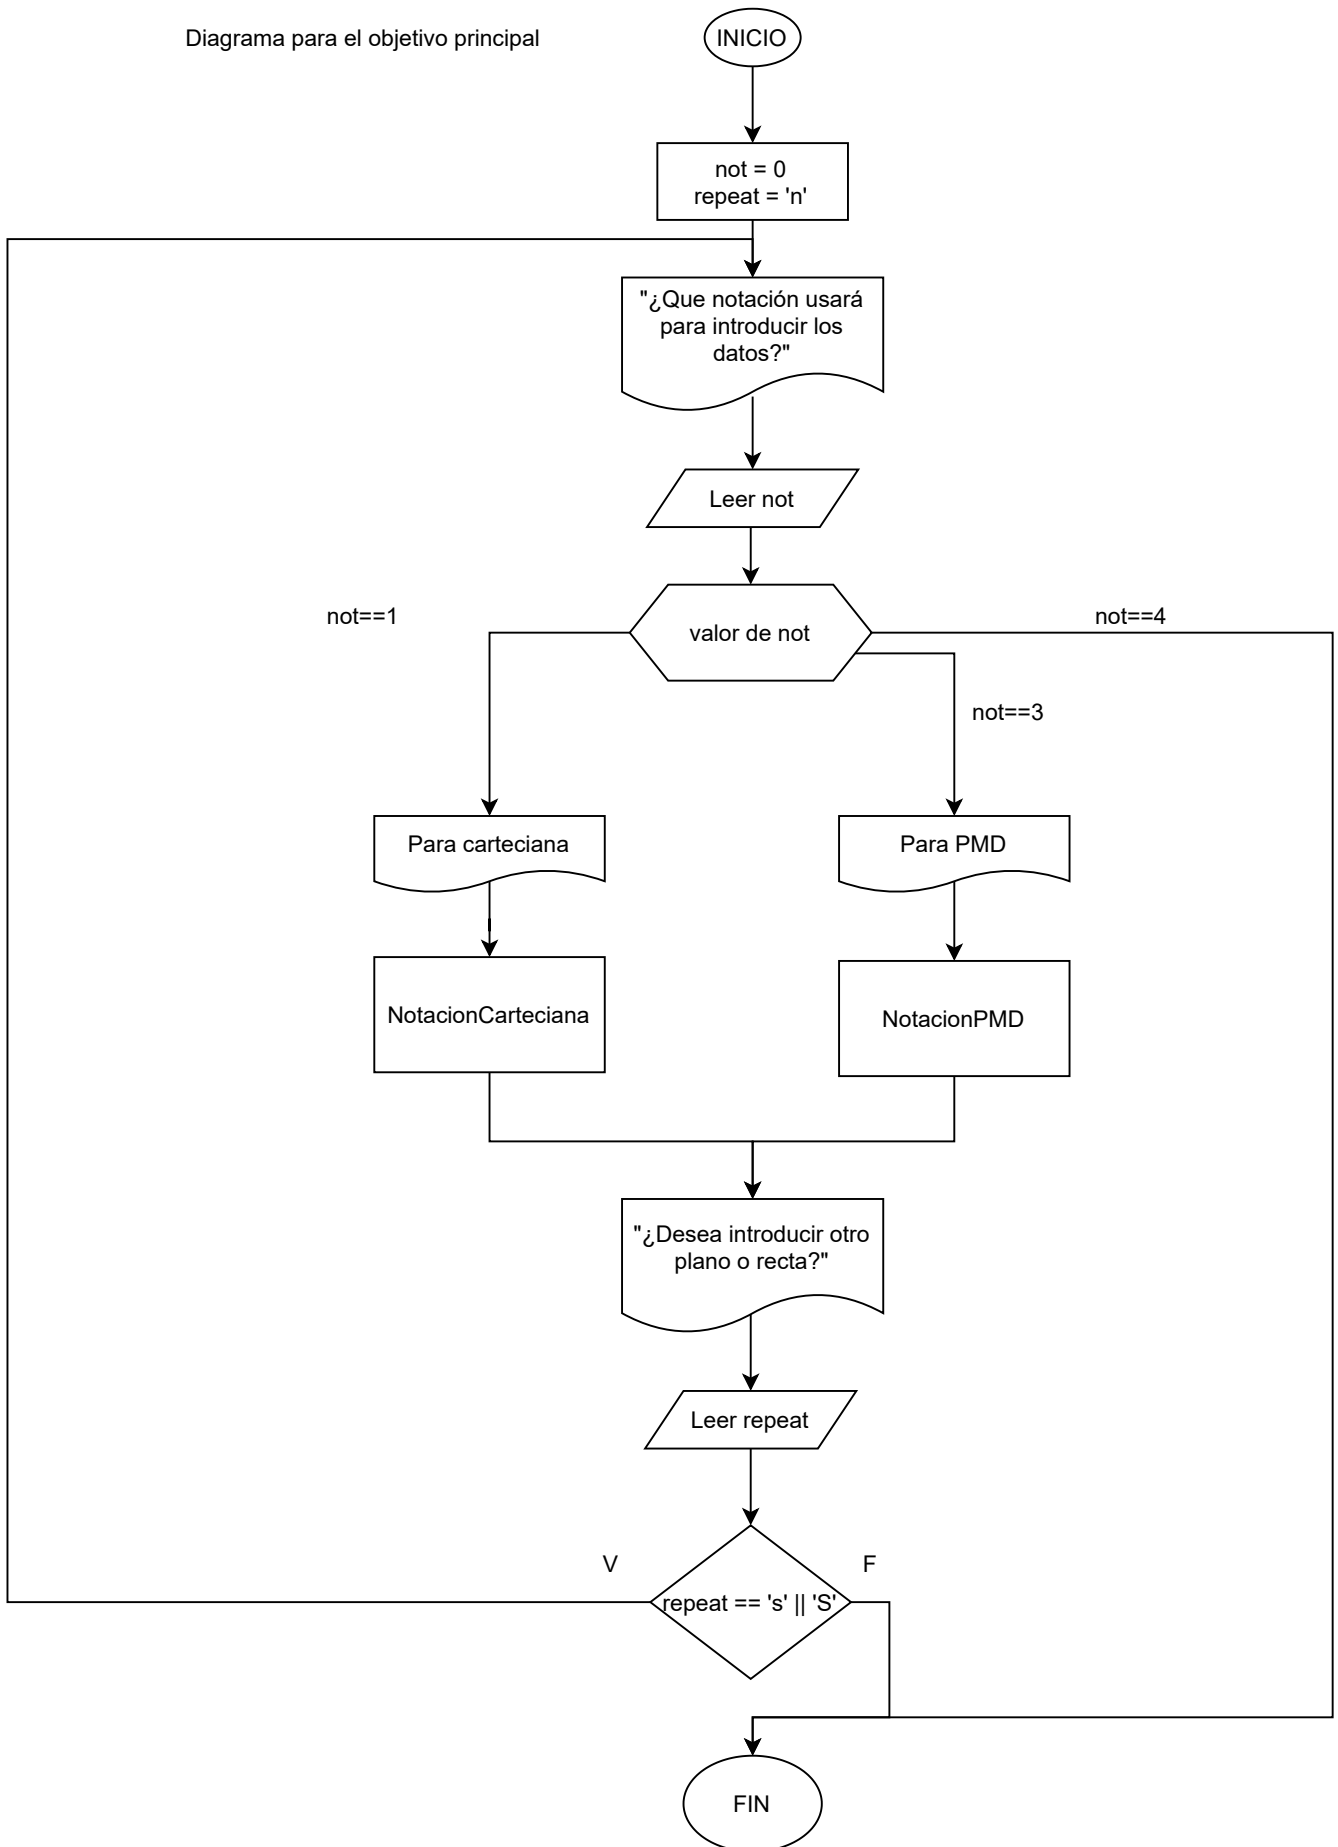 Diagrama para el objetivo principal
INICIO
not = 0
repeat = 'n'
"¿Que notación usará
para introducir los
datos?"
Leer not
not==1
valor de not
not==4
not==3
Para carteciana
Para PMD
NotacionCarteciana
NotacionPMD
"¿Desea introducir otro
plano o recta?"
Leer repeat
V
F
repeat == 's' || 'S'
FIN